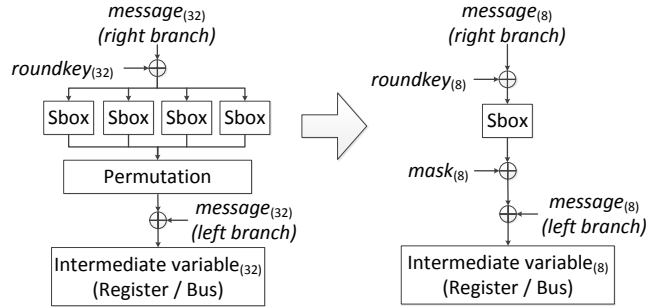 message(32)
(right branch)
roundkey(32)
Sbox Sbox Sbox Sbox
Permutation
message(32)
(left branch)
Intermediate variable(32)
(Register / Bus)
message(8)
(right branch)
roundkey(8)
Sbox
mask(8)
message(8)
(left branch)
Intermediate variable(8)
(Register / Bus)